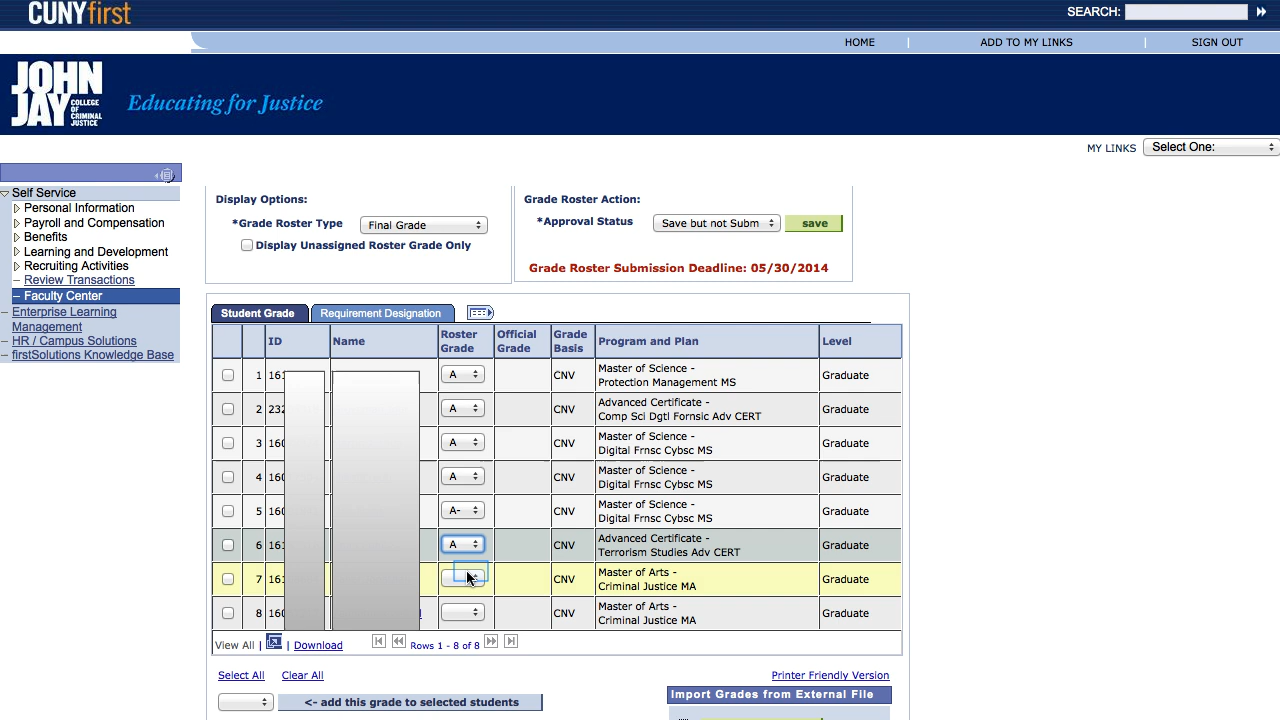 CUNYfirst
SEARCH:
HOME | ADD TO MY LINKS | SIGN OUT
JOHN JAY COLLEGE OF CRIMINAL JUSTICE
Educating for Justice
MY LINKS Select One:
Self Service
Personal Information
Payroll and Compensation
Benefits
Learning and Development
Recruiting Activities
Review Transactions
Faculty Center
Enterprise Learning
Management
HR / Campus Solutions
firstSolutions Knowledge Base
Display Options:
*Grade Roster Type Final Grade
Display Unassigned Roster Grade Only
Grade Roster Action:
*Approval Status Save but not Subm save
Grade Roster Submission Deadline: 05/30/2014
Student Grade Requirement Designation
ID Name Roster Grade Official Grade Grade Basis Program and Plan Level
1 161 A CNV Master of Science - Graduate
Protection Management MS
2 232 A CNV Advanced Certificate - Graduate
Comp Sci Dgtl Fornsic Adv CERT
3 160 A CNV Master of Science - Graduate
Digital Frnsc Cybsc MS
4 160 A CNV Master of Science - Graduate
Digital Frnsc Cybsc MS
5 160 A- CNV Master of Science - Graduate
Digital Frnsc Cybsc MS
6 161 A CNV Advanced Certificate - Graduate
Terrorism Studies Adv CERT
7 161 CNV Master of Arts - Graduate
Criminal Justice MA
8 160 CNV Master of Arts - Graduate
Criminal Justice MA
View All | | Download Rows 1 - 8 of 8
Select All Clear All Printer Friendly Version
<- add this grade to selected students
Import Grades from External File